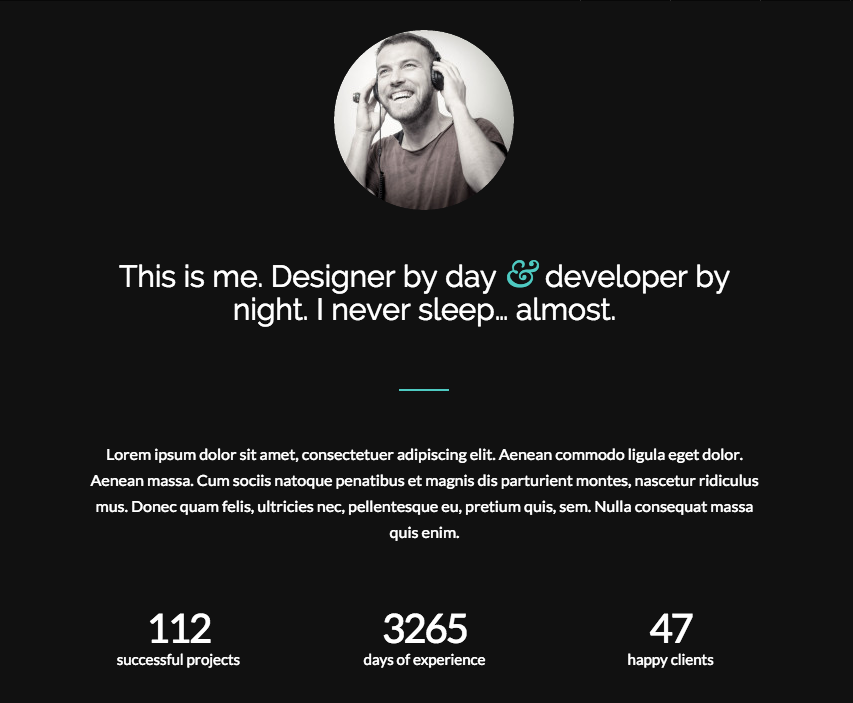 This is me. Designer by day & developer by
night. I never sleep... almost.
Lorem ipsum dolor sit amet, consectetuer adipiscing elit. Aenean commodo ligula eget dolor.
Aenean massa. Cum sociis natoque penatibus et magnis dis parturient montes, nascetur ridiculus
mus. Donec quam felis, ultricies nec, pellentesque eu, pretium quis, sem. Nulla consequat massa
quis enim.
112 3265 47
successful projects days of experience happy clients